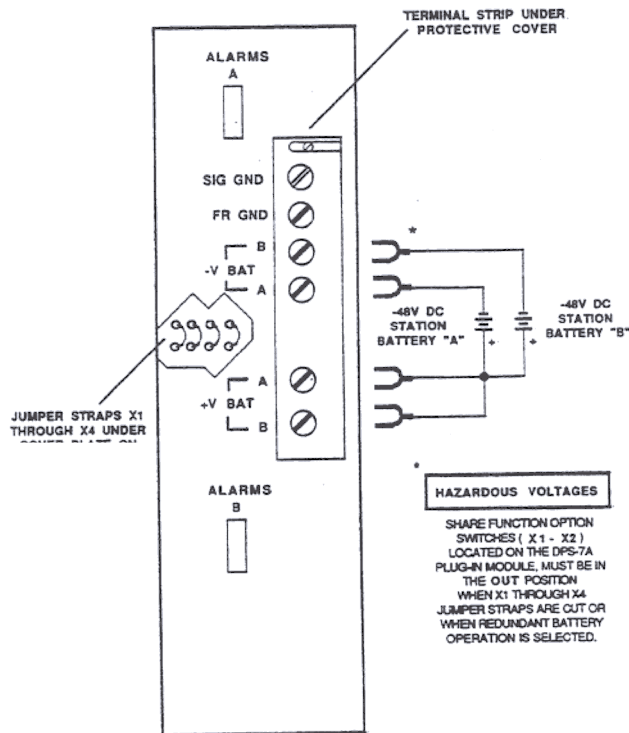 TERMINAL STRIP UNDER
PROTECTIVE COVER
ALARMS
A
SIG GND
FR GND
B
-V BAT
A
*
-48V DC
STATION
BATTERY "A"
-48V DC
STATION
BATTERY "B"
+
+
A
+V BAT
B
JUMPER STRAPS X1
THROUGH X4 UNDER
COVER PLATE ON
ALARMS
B
*
HAZARDOUS VOLTAGES
SHARE FUNCTION OPTION
SWITCHES ( X1 - X2 )
LOCATED ON THE DPS-7A
PLUG-IN MODULE, MUST BE IN
THE OUT POSITION
WHEN X1 THROUGH X4
JUMPER STRAPS ARE CUT OR
WHEN REDUNDANT BATTERY
OPERATION IS SELECTED.